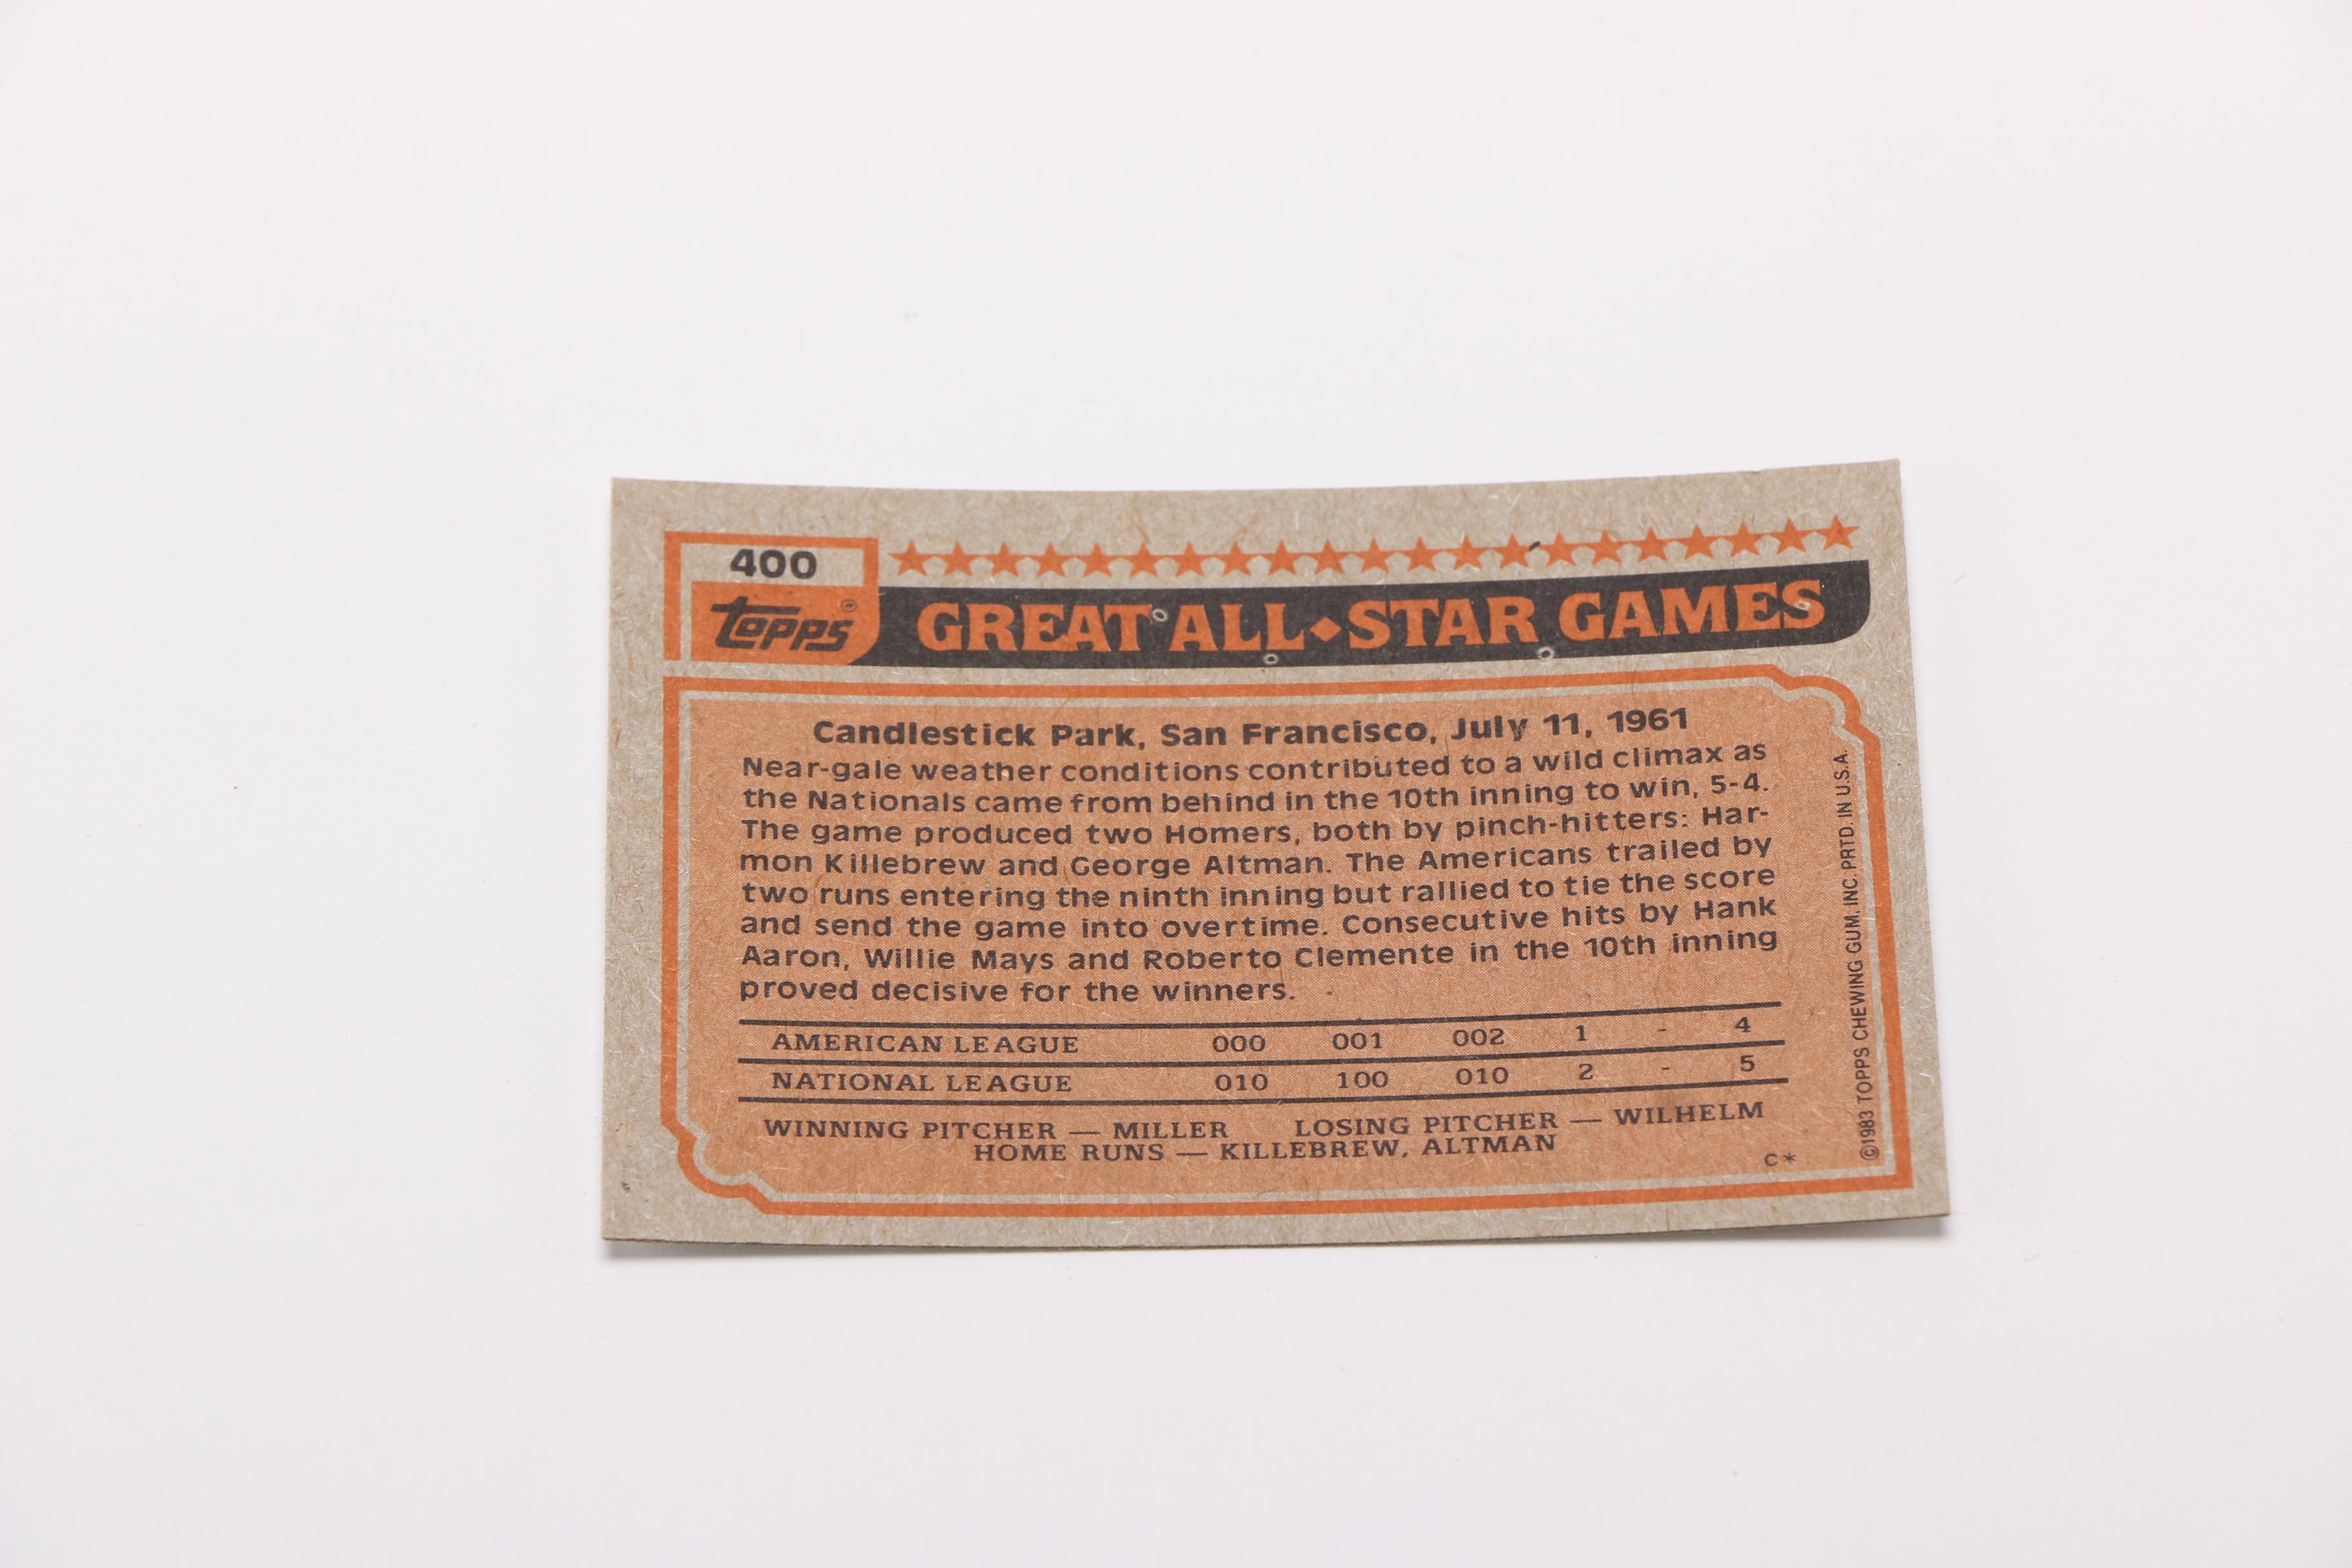 400
topps®
GREAT ALL◆STAR GAMES
Candlestick Park, San Francisco, July 11, 1961
Near-gale weather conditions contributed to a wild climax as
the Nationals came from behind in the 10th inning to win, 5-4.
The game produced two Homers, both by pinch-hitters: Har-
mon Killebrew and George Altman. The Americans trailed by
two runs entering the ninth inning but rallied to tie the score
and send the game into overtime. Consecutive hits by Hank
Aaron, Willie Mays and Roberto Clemente in the 10th inning
proved decisive for the winners.
AMERICAN LEAGUE 000 001 002 1 - 4
NATIONAL LEAGUE 010 100 010 2 - 5
WINNING PITCHER — MILLER LOSING PITCHER — WILHELM
HOME RUNS — KILLEBREW, ALTMAN
C*
©1983 TOPPS CHEWING GUM. INC. PRTD. IN U.S.A.